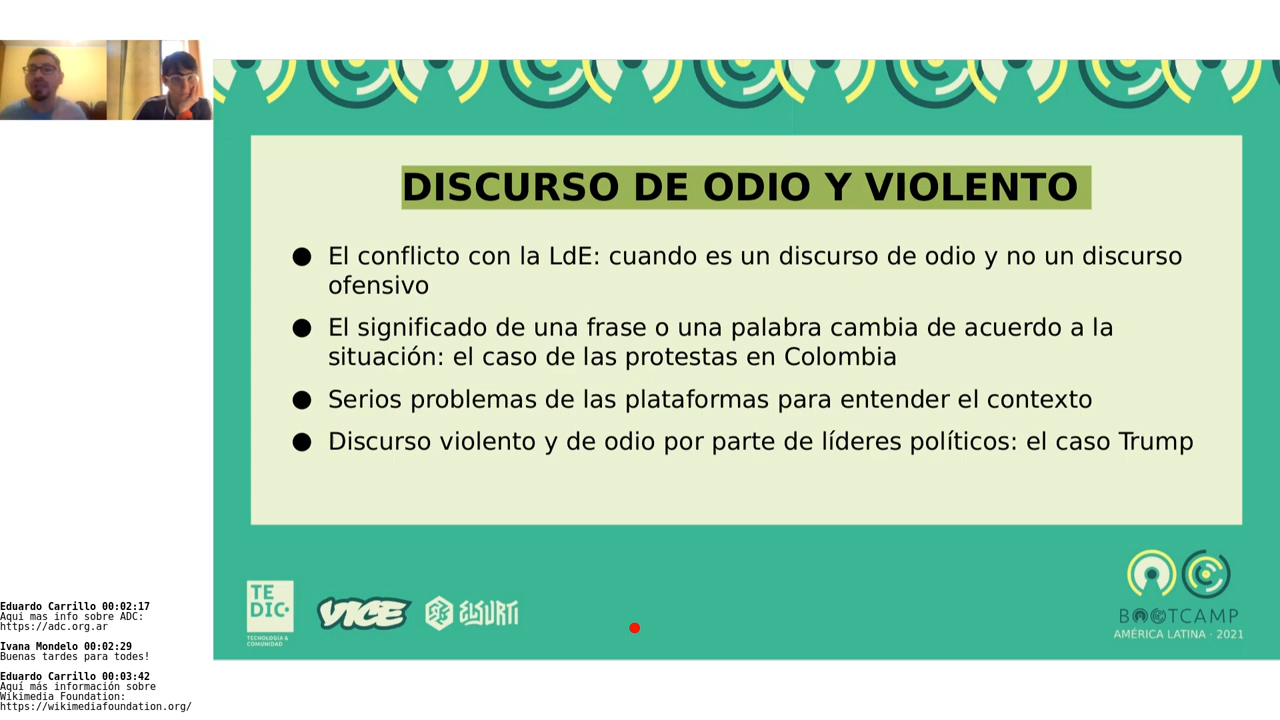 DISCURSO DE ODIO Y VIOLENTO
● El conflicto con la LdE: cuando es un discurso de odio y no un discurso
ofensivo
● El significado de una frase o una palabra cambia de acuerdo a la
situación: el caso de las protestas en Colombia
● Serios problemas de las plataformas para entender el contexto
● Discurso violento y de odio por parte de líderes políticos: el caso Trump
TE
DIC
TECNOLOGÍA &
COMUNIDAD
VICE
ELSURTI
BOOTCAMP
AMÉRICA LATINA · 2021
Eduardo Carrillo 00:02:17
Aqui mas info sobre ADC:
https://adc.org.ar
Ivana Mondelo 00:02:29
Buenas tardes para todes!
Eduardo Carrillo 00:03:42
Aquí más información sobre
Wikimedia Foundation:
https://wikimediafoundation.org/